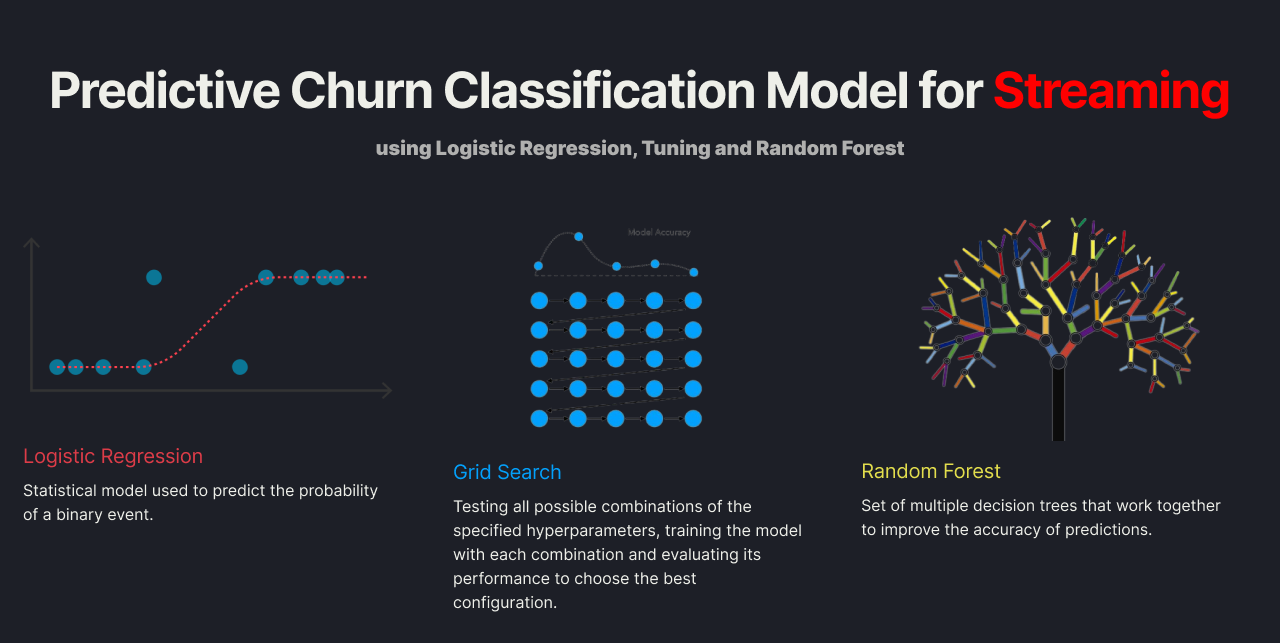 Predictive Churn Classification Model for Streaming
using Logistic Regression, Tuning and Random Forest
Model Accuracy
Logistic Regression
Statistical model used to predict the probability
of a binary event.
Grid Search
Testing all possible combinations of the
specified hyperparameters, training the model
with each combination and evaluating its
performance to choose the best
configuration.
Random Forest
Set of multiple decision trees that work together
to improve the accuracy of predictions.